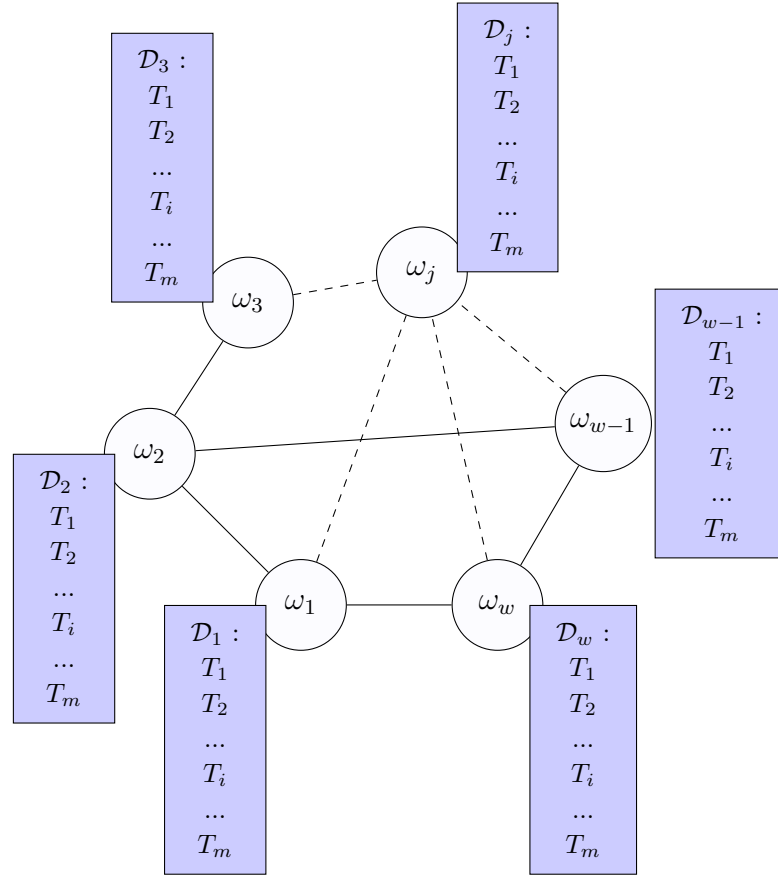 𝒟₃ :
T₁
T₂
...
Tᵢ
...
Tₘ
𝒟ⱼ :
T₁
T₂
...
Tᵢ
...
Tₘ
ω₃
ωⱼ
𝒟_{w−1} :
T₁
T₂
...
Tᵢ
...
Tₘ
ω₂
ω_{w−1}
𝒟₂ :
T₁
T₂
...
Tᵢ
...
Tₘ
ω₁
ω_w
𝒟₁ :
T₁
T₂
...
Tᵢ
...
Tₘ
𝒟_w :
T₁
T₂
...
Tᵢ
...
Tₘ